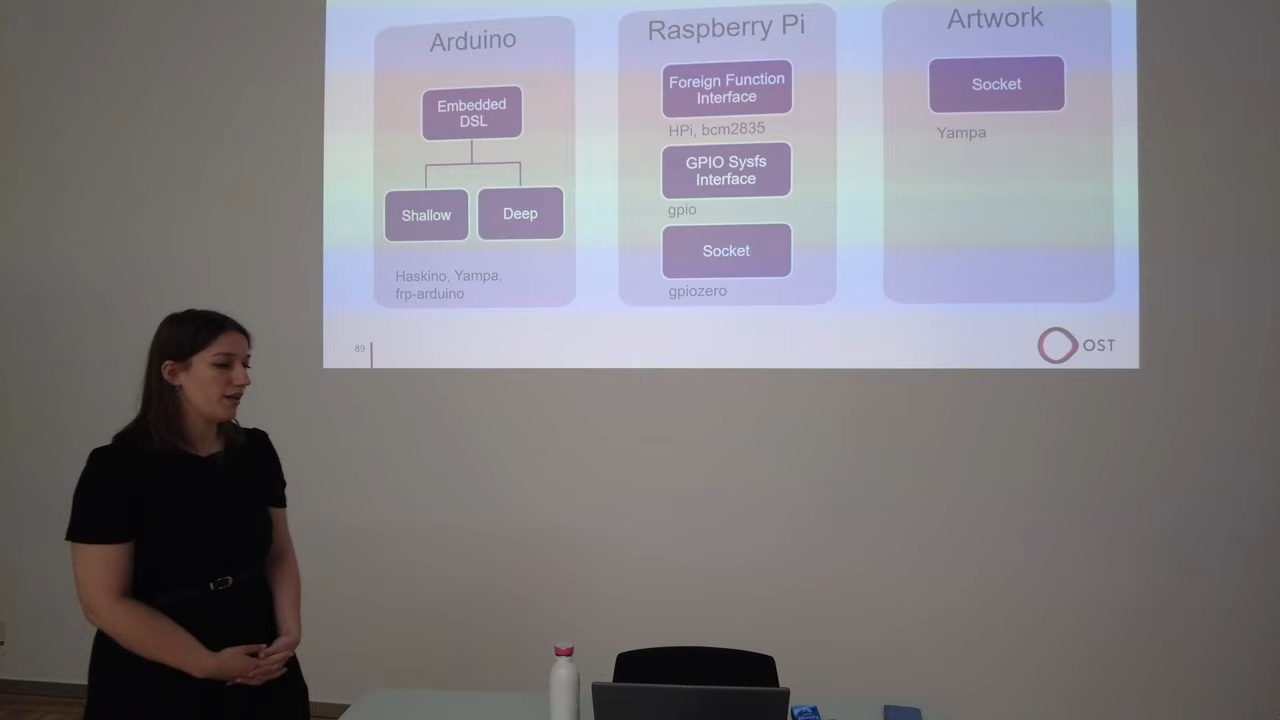 Arduino
Embedded
DSL
Shallow
Deep
Haskino, Yampa,
frp-arduino
Raspberry Pi
Foreign Function
Interface
HPi, bcm2835
GPIO Sysfs
Interface
gpio
Socket
gpiozero
Artwork
Socket
Yampa
89
OST